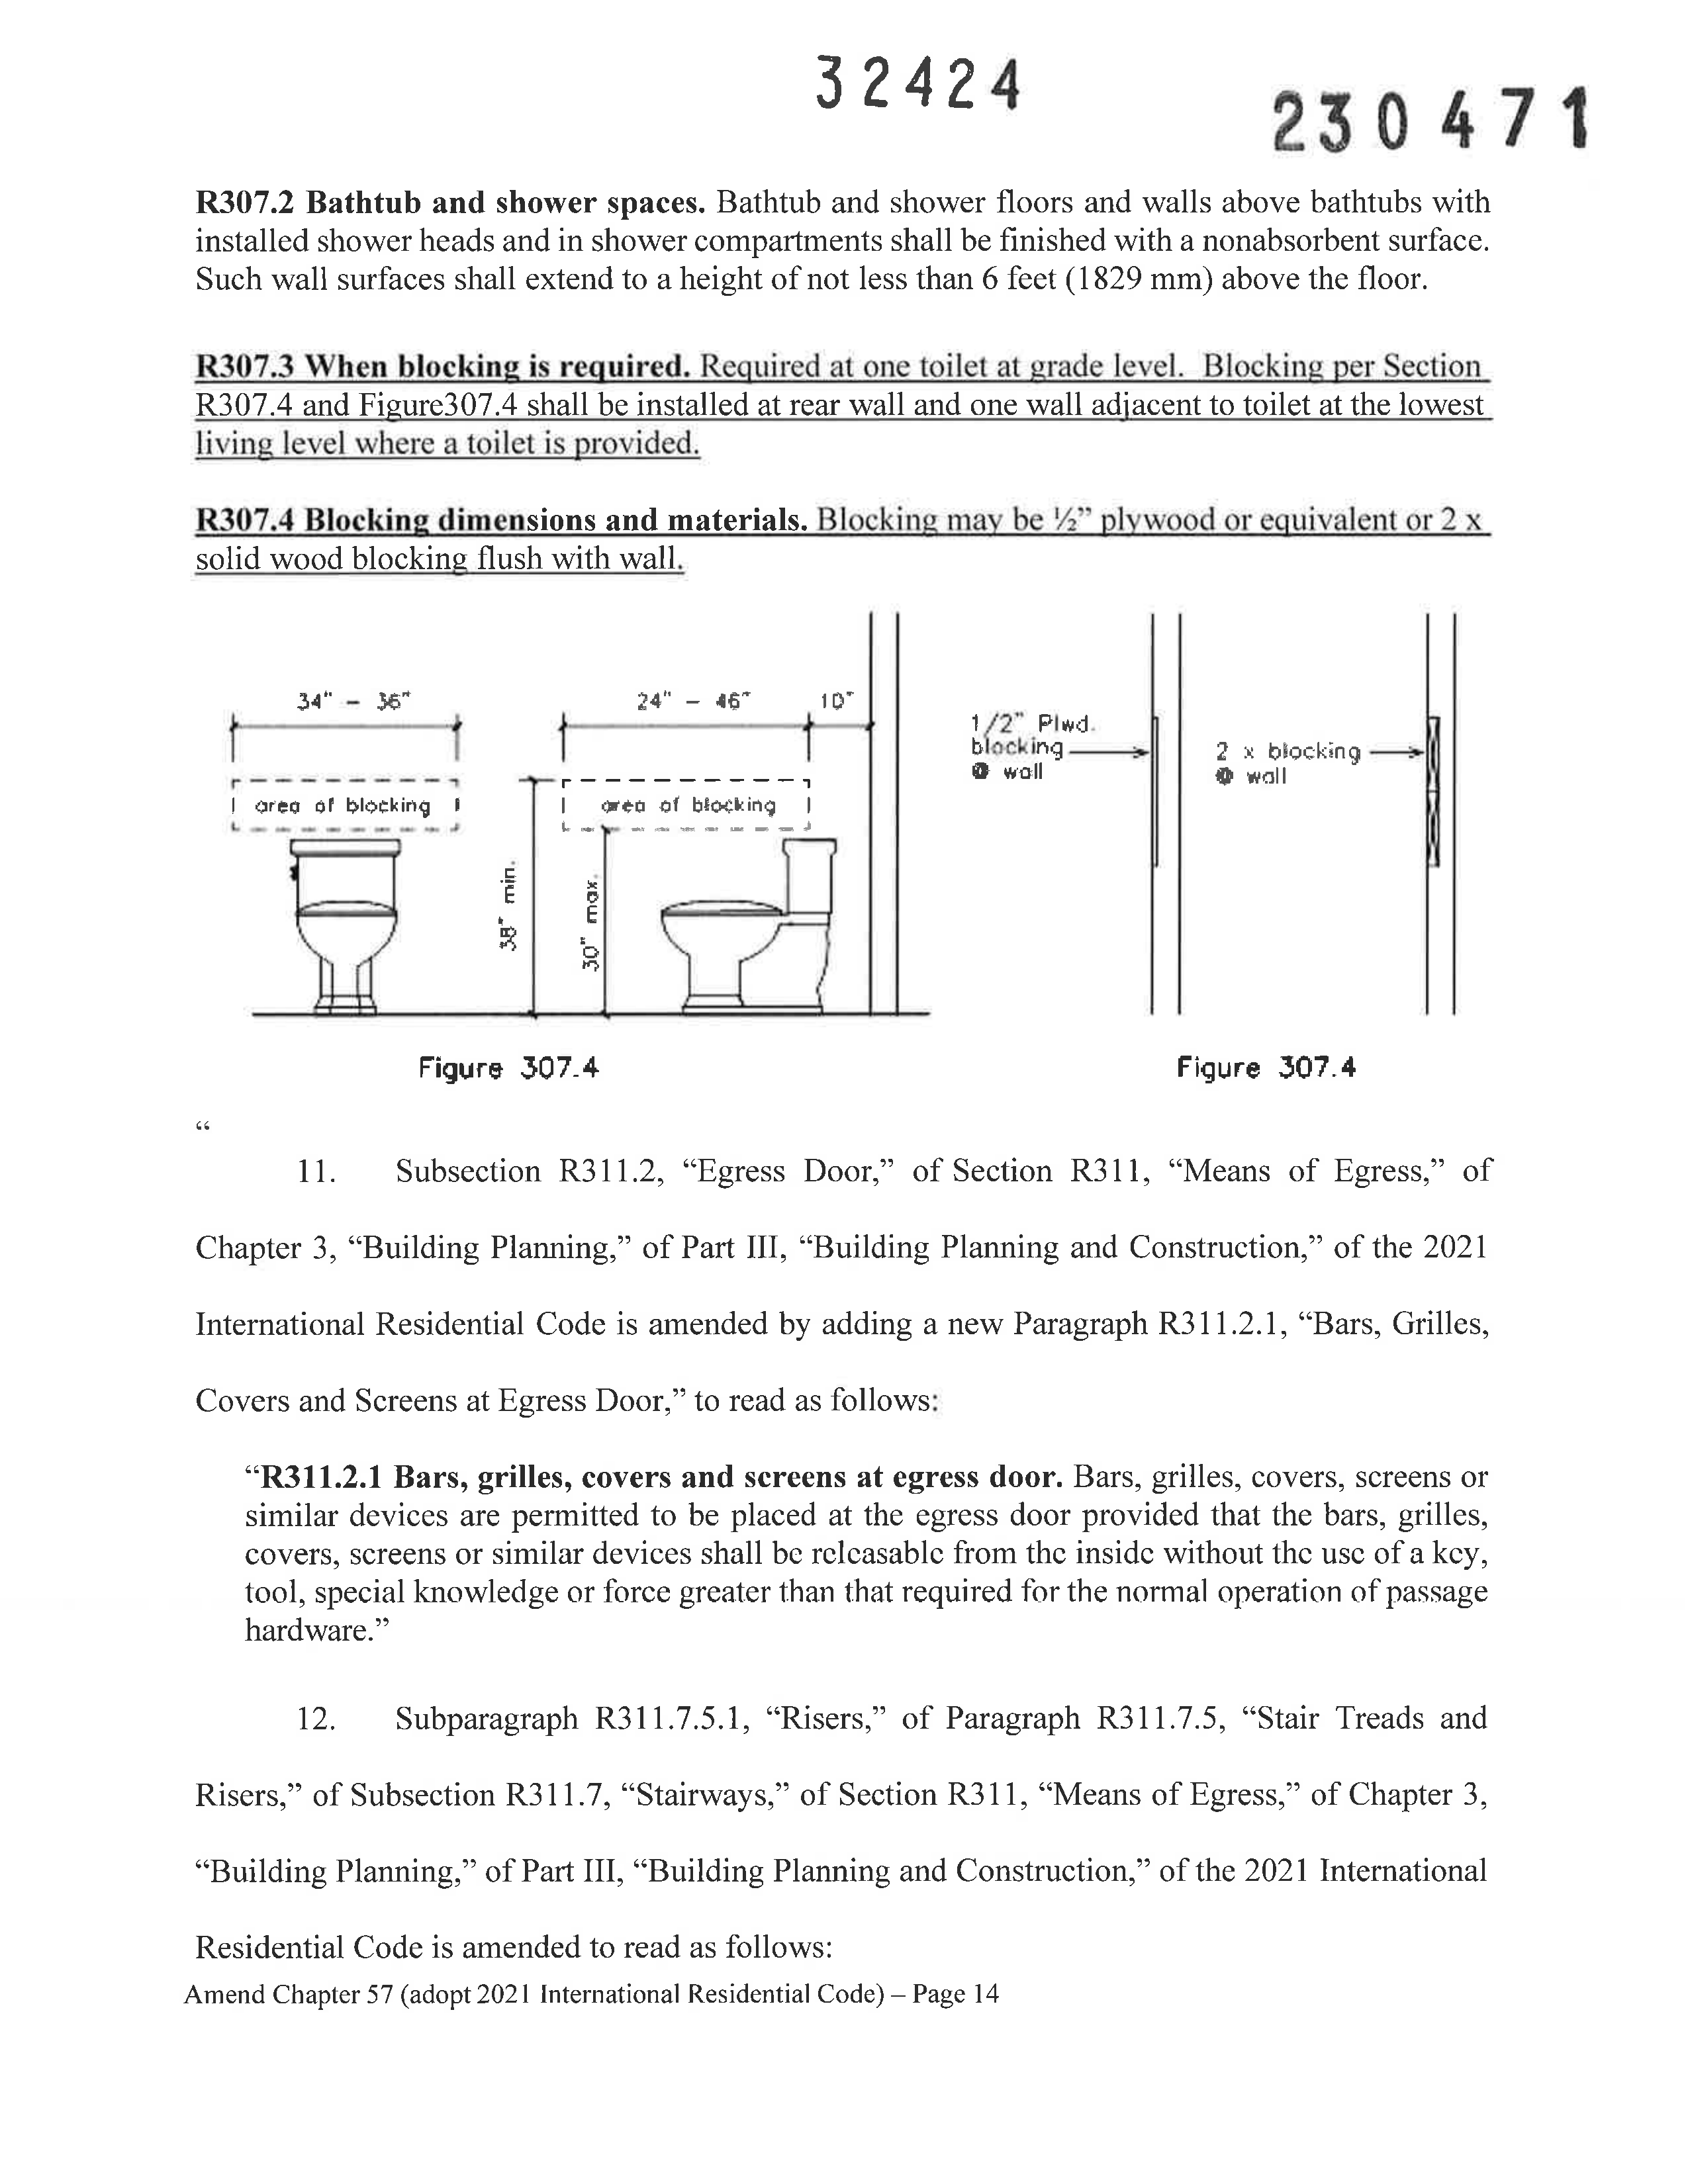 32424
230471
R307.2 Bathtub and shower spaces. Bathtub and shower floors and walls above bathtubs with
installed shower heads and in shower compartments shall be finished with a nonabsorbent surface.
Such wall surfaces shall extend to a height of not less than 6 feet (1829 mm) above the floor.
R307.3 When blocking is required. Required at one toilet at grade level.  Blocking per Section
R307.4 and Figure307.4 shall be installed at rear wall and one wall adjacent to toilet at the lowest
living level where a toilet is provided.
R307.4 Blocking dimensions and materials. Blocking may be ½” plywood or equivalent or 2 x
solid wood blocking flush with wall.
34" - 36"
24" - 46"
10"
area of blocking
area of blocking
38" min.
30" max.
1/2" Plwd.
blocking
@ wall
2 x blocking
@ wall
Figure 307.4
Figure 307.4
“
11. Subsection R311.2, “Egress Door,” of Section R311, “Means of Egress,” of
Chapter 3, “Building Planning,” of Part III, “Building Planning and Construction,” of the 2021
International Residential Code is amended by adding a new Paragraph R311.2.1, “Bars, Grilles,
Covers and Screens at Egress Door,” to read as follows:
“R311.2.1 Bars, grilles, covers and screens at egress door. Bars, grilles, covers, screens or
similar devices are permitted to be placed at the egress door provided that the bars, grilles,
covers, screens or similar devices shall be releasable from the inside without the use of a key,
tool, special knowledge or force greater than that required for the normal operation of passage
hardware.”
12. Subparagraph R311.7.5.1, “Risers,” of Paragraph R311.7.5, “Stair Treads and
Risers,” of Subsection R311.7, “Stairways,” of Section R311, “Means of Egress,” of Chapter 3,
“Building Planning,” of Part III, “Building Planning and Construction,” of the 2021 International
Residential Code is amended to read as follows:
Amend Chapter 57 (adopt 2021 International Residential Code) – Page 14